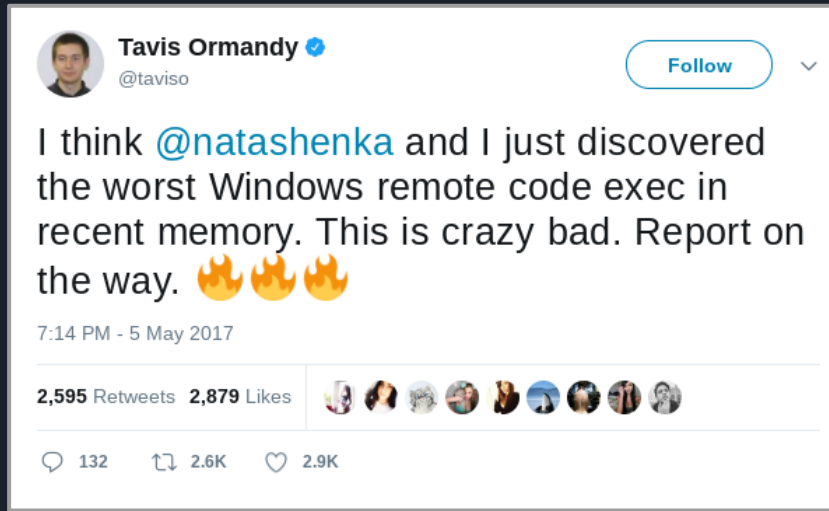 Tavis Ormandy
@taviso
Follow
I think @natashenka and I just discovered
the worst Windows remote code exec in
recent memory. This is crazy bad. Report on
the way. 🔥🔥🔥
7:14 PM - 5 May 2017
2,595 Retweets 2,879 Likes
132 2.6K 2.9K